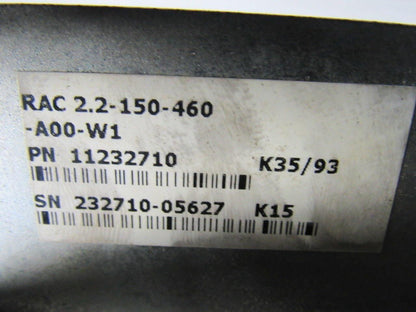 RAC 2.2-150-460
-A00-W1
PN 11232710 K35/93
SN 232710-05627 K15